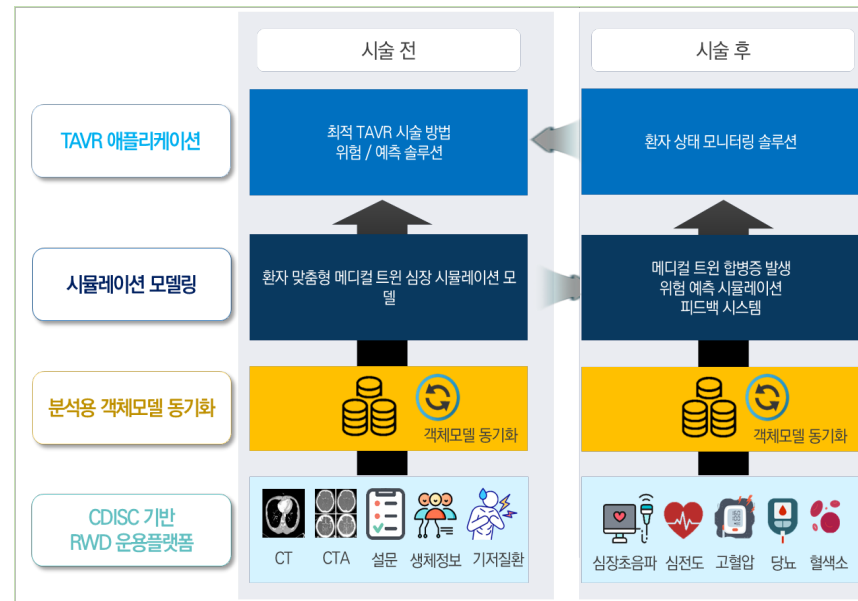 시술 전
시술 후
TAVR 애플리케이션
최적 TAVR 시술 방법
위험 / 예측 솔루션
환자 상태 모니터링 솔루션
시뮬레이션 모델링
환자 맞춤형 메디컬 트윈 심장 시뮬레이션 모
델
메디컬 트윈 합병증 발생
위험 예측 시뮬레이션
피드백 시스템
분석용 객체모델 동기화
객체모델 동기화
객체모델 동기화
CDISC 기반
RWD 운용플랫폼
CT
CTA
설문
생체정보
기저질환
심장초음파
심전도
고혈압
당뇨
혈색소